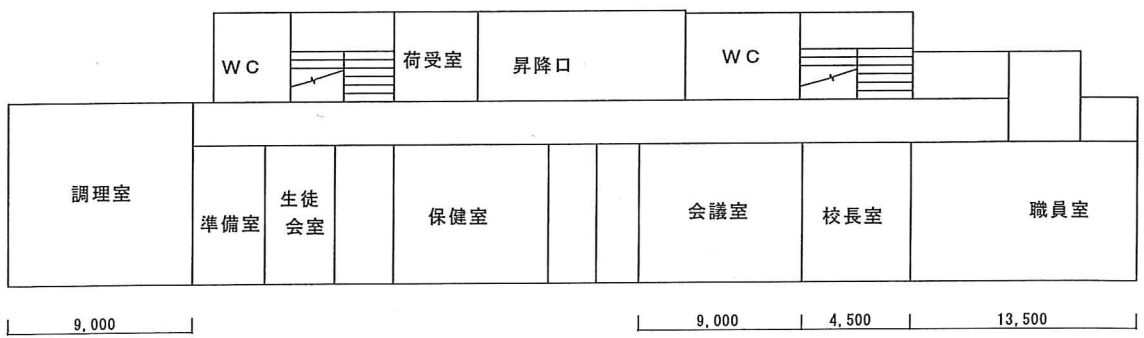 ＷＣ
荷受室
昇降口
ＷＣ
調理室
準備室
生徒
会室
保健室
会議室
校長室
職員室
9,000
9,000
4,500
13,500